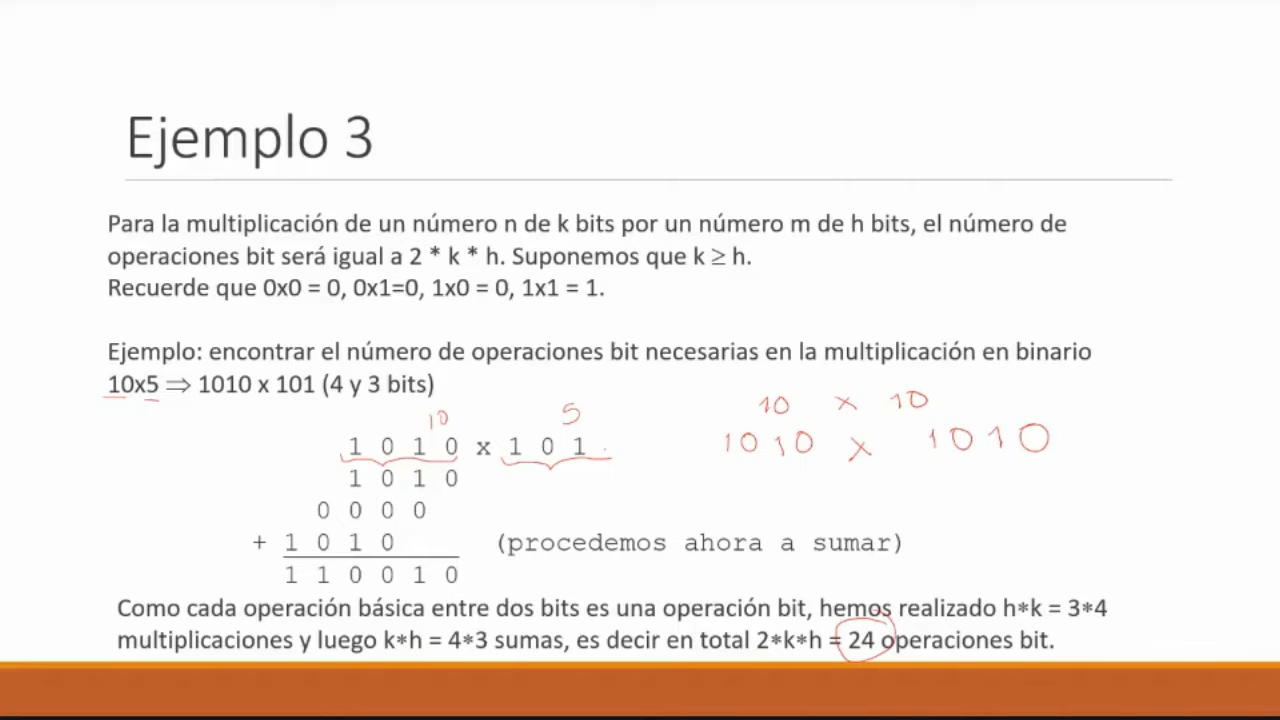 Ejemplo 3
Para la multiplicación de un número n de k bits por un número m de h bits, el número de
operaciones bit será igual a 2 * k * h. Suponemos que k ≥ h.
Recuerde que 0x0 = 0, 0x1=0, 1x0 = 0, 1x1 = 1.
Ejemplo: encontrar el número de operaciones bit necesarias en la multiplicación en binario
10x5 ⟹ 1010 x 101 (4 y 3 bits)
10 5
10 x 10
1 0 1 0 x 1 0 1
1010 x 1010
1 0 1 0
0 0 0 0
+ 1 0 1 0 (procedemos ahora a sumar)
1 1 0 0 1 0
Como cada operación básica entre dos bits es una operación bit, hemos realizado h*k = 3*4
multiplicaciones y luego k*h = 4*3 sumas, es decir en total 2*k*h = 24 operaciones bit.